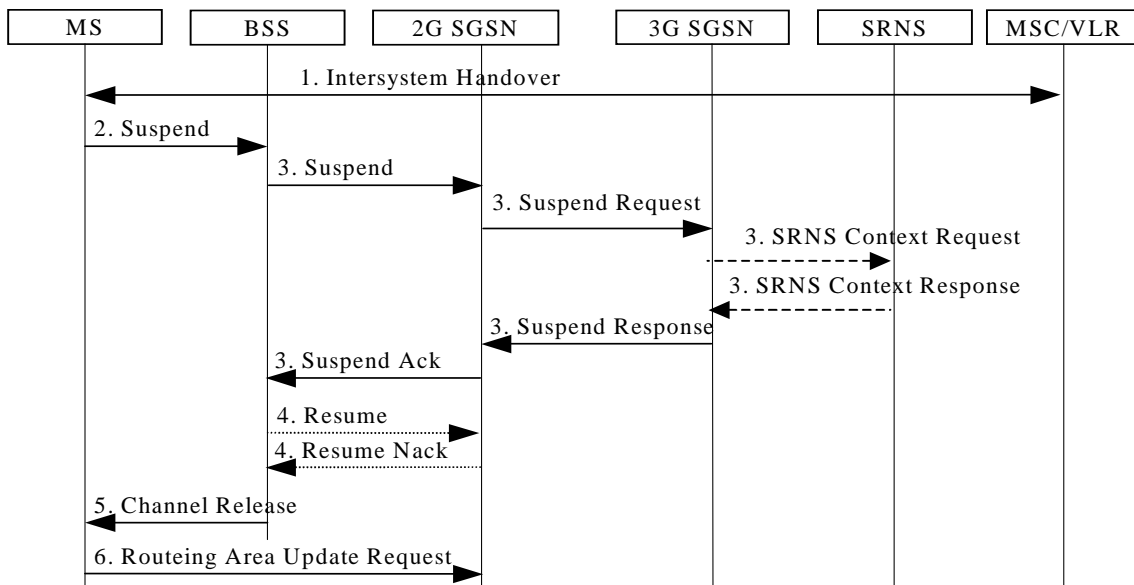 MS BSS 2G SGSN 3G SGSN SRNS MSC/VLR
1. Intersystem Handover
2. Suspend
3. Suspend
3. Suspend Request
3. SRNS Context Request
3. SRNS Context Response
3. Suspend Response
3. Suspend Ack
4. Resume
4. Resume Nack
5. Channel Release
6. Routeing Area Update Request